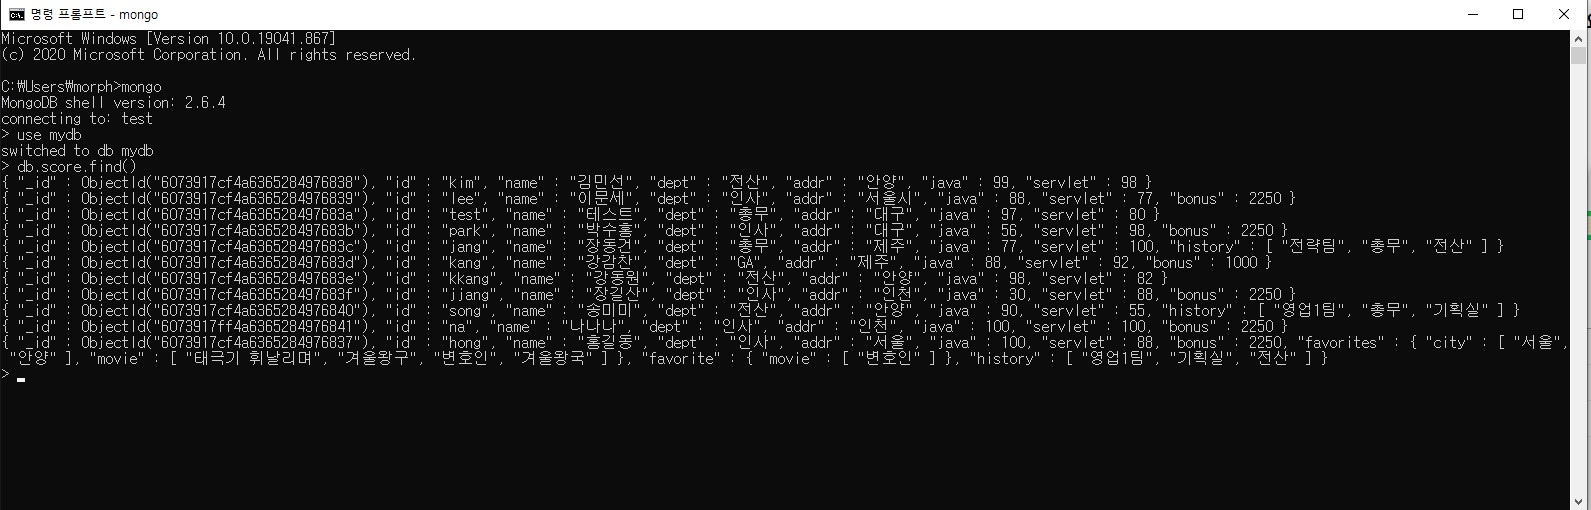 명령 프롬프트 - mongo
Microsoft Windows [Version 10.0.19041.867]
(c) 2020 Microsoft Corporation. All rights reserved.
C:\Users\morph>mongo
MongoDB shell version: 2.6.4
connecting to: test
> use mydb
switched to db mydb
> db.score.find()
{ "_id" : ObjectId("6073917cf4a6365284976838"), "id" : "kim", "name" : "김민선", "dept" : "전산", "addr" : "안양", "java" : 99, "servlet" : 98 }
{ "_id" : ObjectId("6073917cf4a6365284976839"), "id" : "lee", "name" : "이문세", "dept" : "인사", "addr" : "서울시", "java" : 88, "servlet" : 77, "bonus" : 2250 }
{ "_id" : ObjectId("6073917cf4a636528497683a"), "id" : "test", "name" : "테스트", "dept" : "총무", "addr" : "대구", "java" : 97, "servlet" : 80 }
{ "_id" : ObjectId("6073917cf4a636528497683b"), "id" : "park", "name" : "박수홍", "dept" : "인사", "addr" : "대구", "java" : 56, "servlet" : 98, "bonus" : 2250 }
{ "_id" : ObjectId("6073917cf4a636528497683c"), "id" : "jang", "name" : "장동건", "dept" : "총무", "addr" : "제주", "java" : 77, "servlet" : 100, "history" : [ "전략팀", "총무", "전산" ] }
{ "_id" : ObjectId("6073917cf4a636528497683d"), "id" : "kang", "name" : "강감찬", "dept" : "GA", "addr" : "제주", "java" : 88, "servlet" : 92, "bonus" : 1000 }
{ "_id" : ObjectId("6073917cf4a636528497683e"), "id" : "kKang", "name" : "강동원", "dept" : "전산", "addr" : "안양", "java" : 98, "servlet" : 82 }
{ "_id" : ObjectId("6073917cf4a636528497683f"), "id" : "jjang", "name" : "장길산", "dept" : "인사", "addr" : "인천", "java" : 30, "servlet" : 88, "bonus" : 2250 }
{ "_id" : ObjectId("6073917cf4a6365284976840"), "id" : "song", "name" : "송미미", "dept" : "전산", "addr" : "안양", "java" : 90, "servlet" : 55, "history" : [ "영업1팀", "총무", "기획실" ] }
{ "_id" : ObjectId("6073917ff4a6365284976841"), "id" : "na", "name" : "나나나", "dept" : "인사", "addr" : "인천", "java" : 100, "servlet" : 100, "bonus" : 2250 }
{ "_id" : ObjectId("6073917cf4a6365284976837"), "id" : "hong", "name" : "홍길동", "dept" : "인사", "addr" : "서울", "java" : 100, "servlet" : 88, "bonus" : 2250, "favorites" : { "city" : [ "서울",
"안양" ], "movie" : [ "태극기 휘날리며", "겨울왕구", "변호인", "겨울왕국" ] }, "favorite" : { "movie" : [ "변호인" ] }, "history" : [ "영업1팀", "기획실", "전산" ] }
>